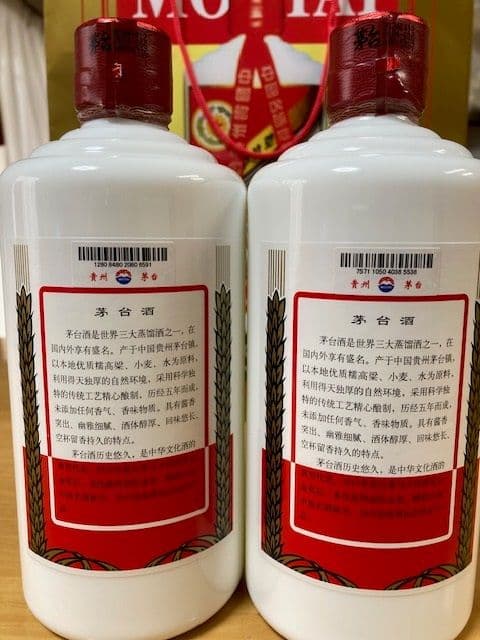 MOTAI
1280 8480 2060 8591
贵州 茅台
茅台酒
茅台酒是世界三大蒸馏酒之一，在
国内外享有盛名。产于中国贵州茅台镇，
以本地优质糯高粱、小麦、水为原料，
利用得天独厚的自然环境，采用科学独
特的传统工艺精心酿制，历经五年而成，
未添加任何香气、香味物质。具有酱香
突出、幽雅细腻、酒体醇厚、回味悠长、
空杯留香持久的特点。
茅台酒历史悠久，是中华文化酒的
7571 1050 4038 5538
贵州 茅台
茅台酒
茅台酒是世界三大蒸馏酒之一，在
国内外享有盛名。产于中国贵州茅台镇，
以本地优质糯高粱、小麦、水为原料，
利用得天独厚的自然环境，采用科学独
特的传统工艺精心酿制，历经五年而成，
未添加任何香气、香味物质。具有酱香
突出、幽雅细腻、酒体醇厚、回味悠长、
空杯留香持久的特点。
茅台酒历史悠久，是中华文化酒的